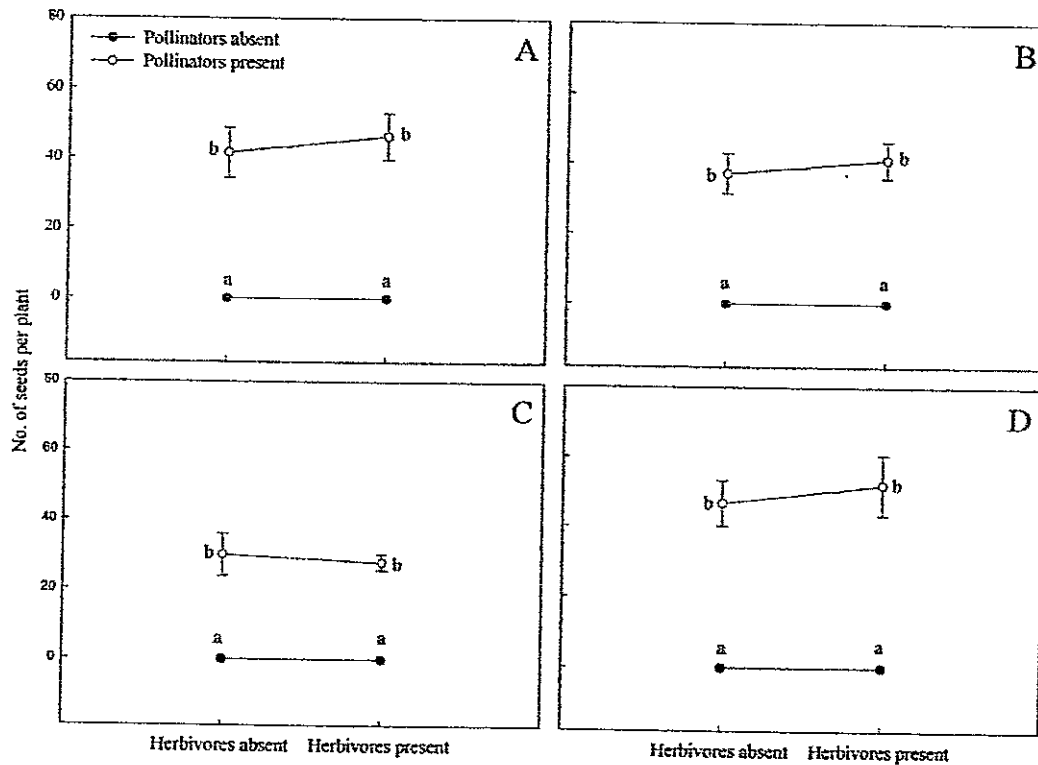 80
Pollinators absent
Pollinators present
A
B
60
40
20
0
b
b
a
a
b
b
a
a
No. of seeds per plant
80
C
D
60
40
20
0
b
b
a
a
b
b
a
a
Herbivores absent
Herbivores present
Herbivores absent
Herbivores present